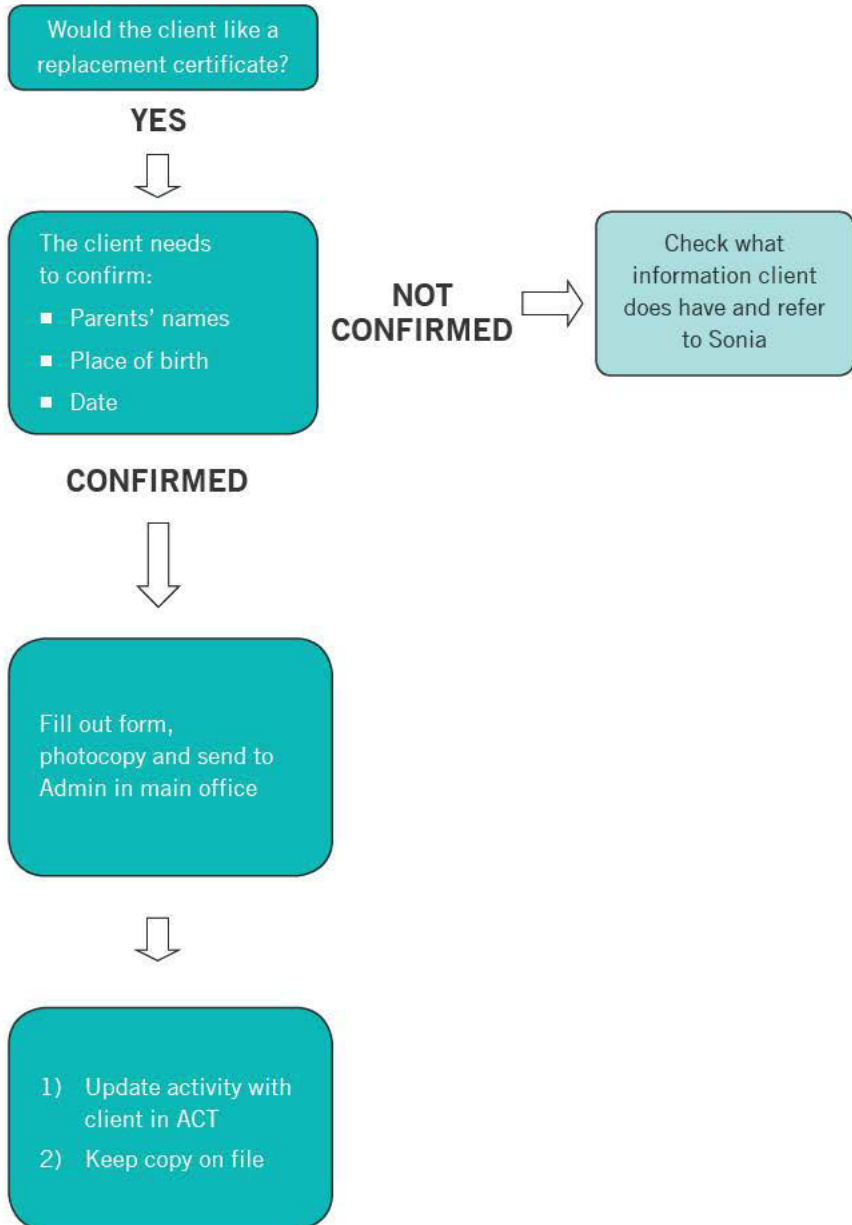 Would the client like a
replacement certificate?
YES
The client needs
to confirm:
■ Parents' names
■ Place of birth
■ Date
NOT
CONFIRMED
Check what
information client
does have and refer
to Sonia
CONFIRMED
Fill out form,
photocopy and send to
Admin in main office
1) Update activity with
client in ACT
2) Keep copy on file